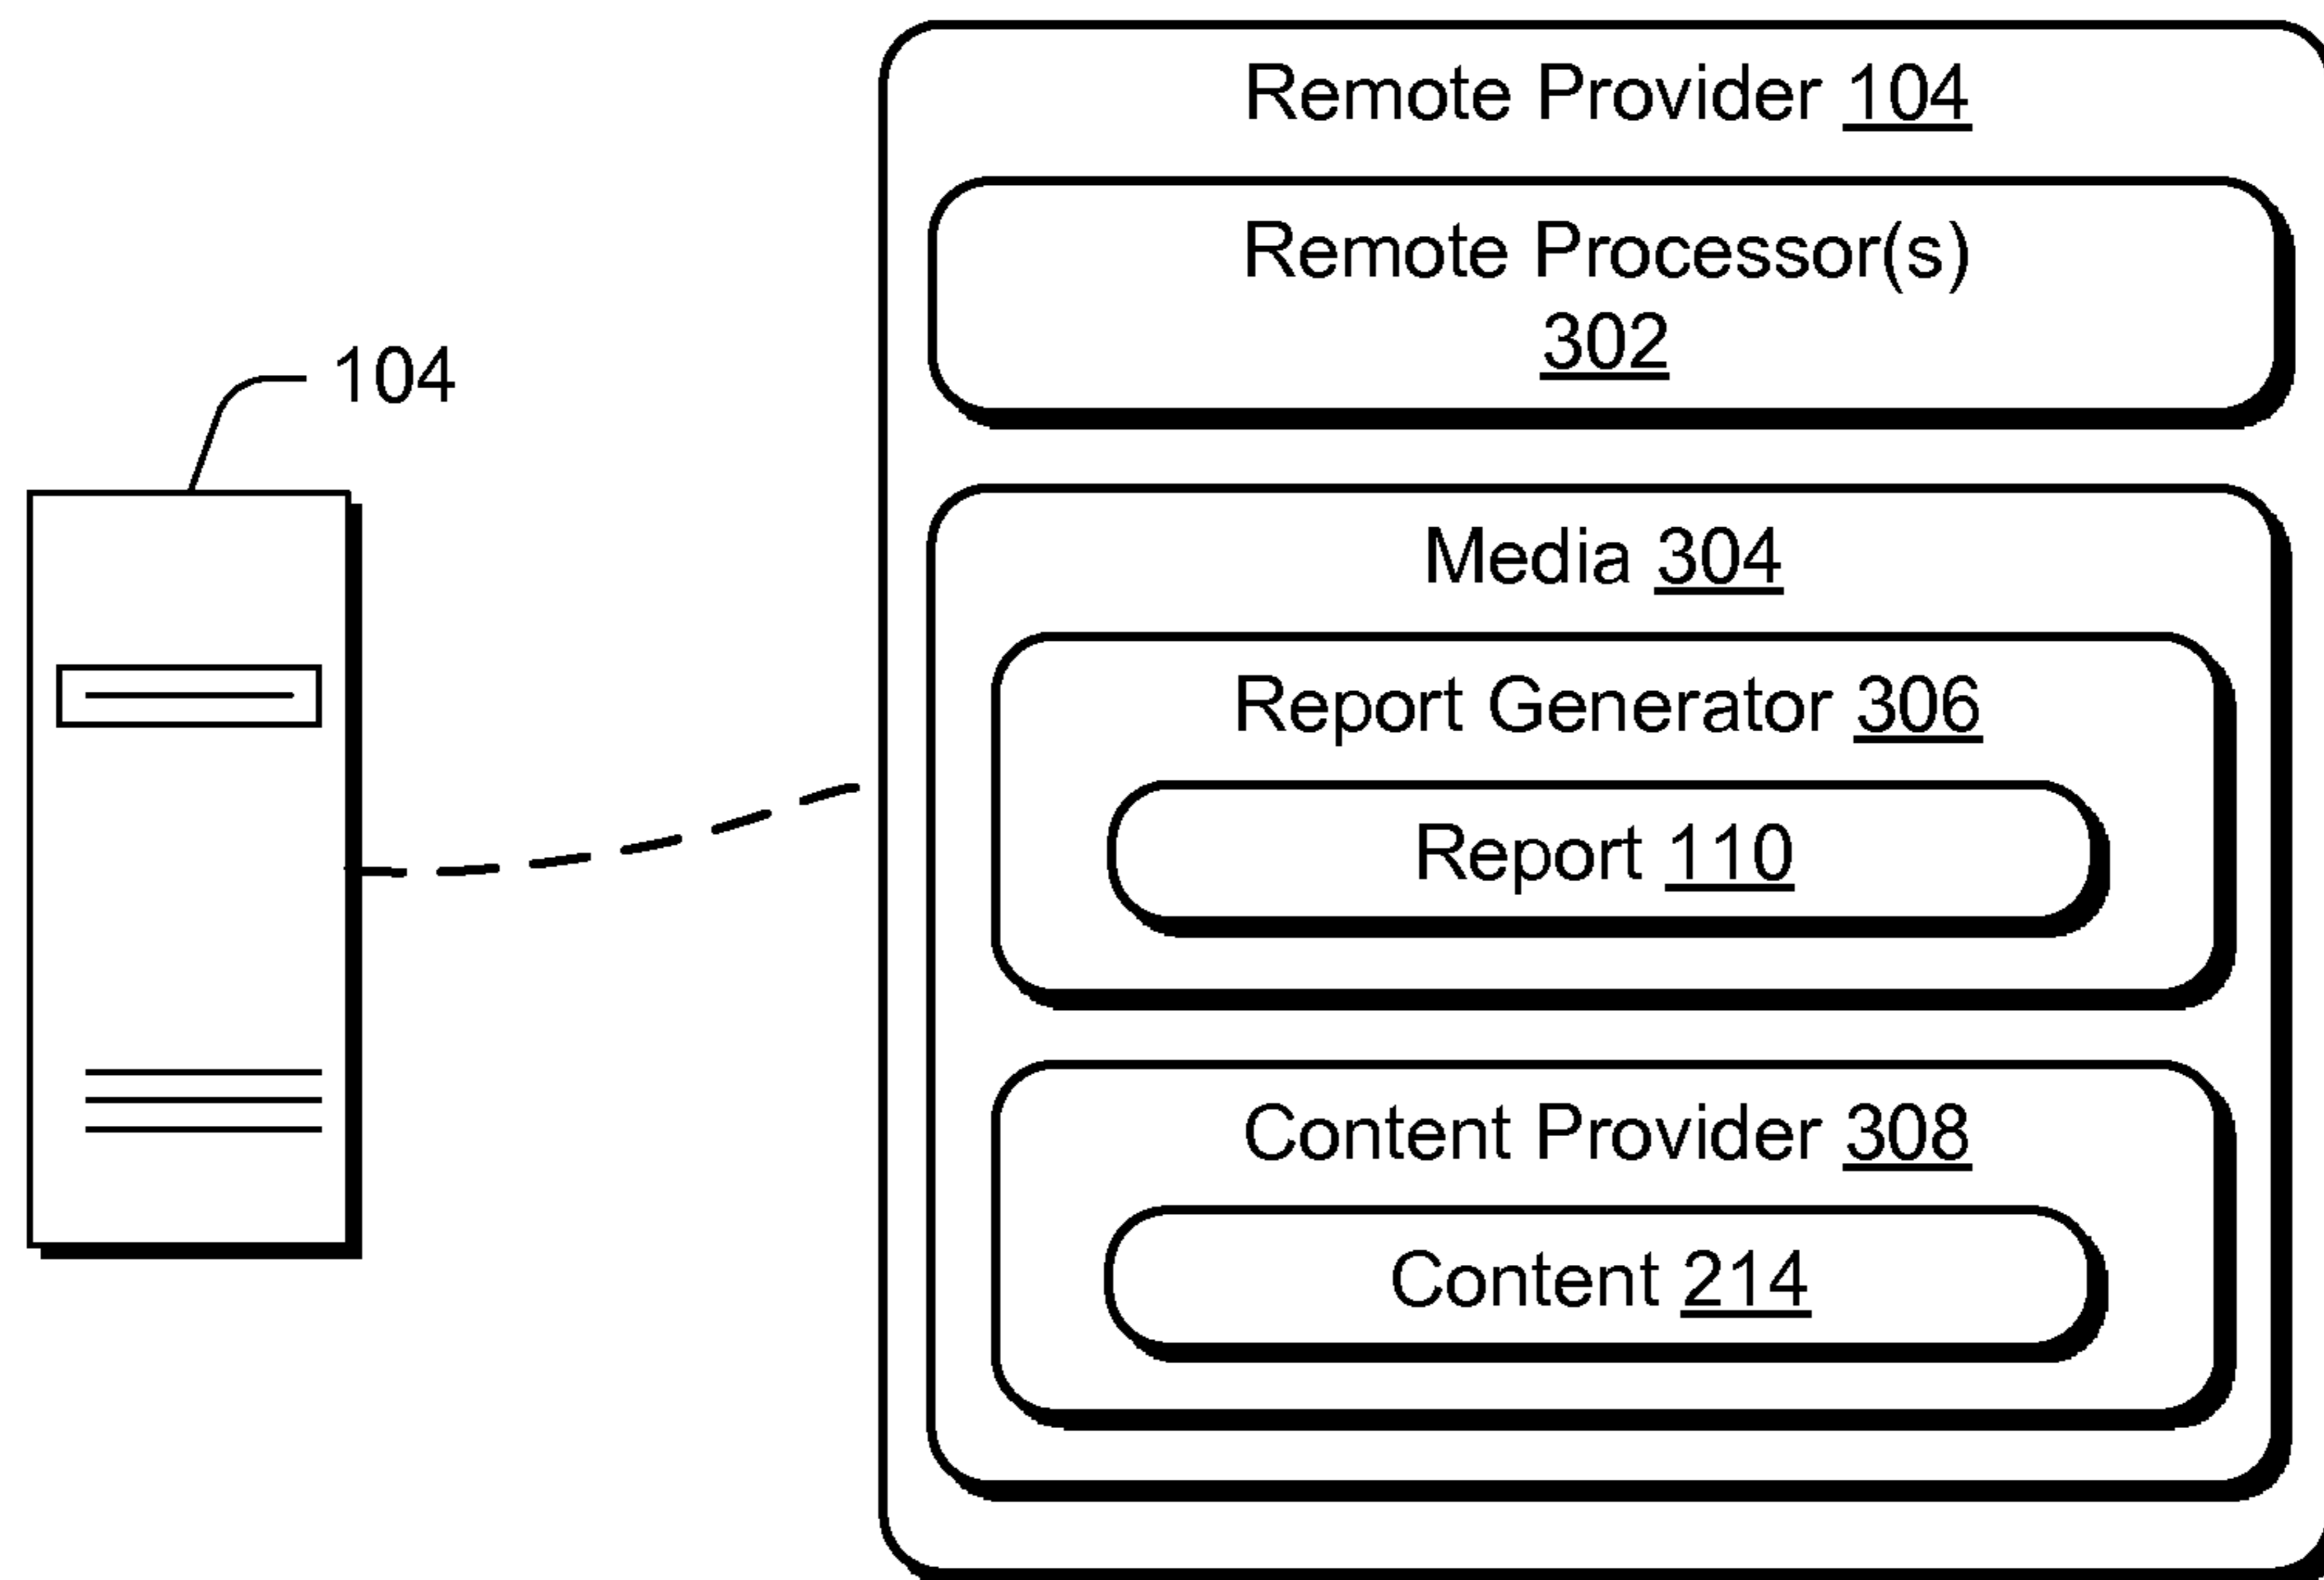 Remote Provider 104
Remote Processor(s)
302
104
Media 304
Report Generator 306
Report 110
Content Provider 308
Content 214